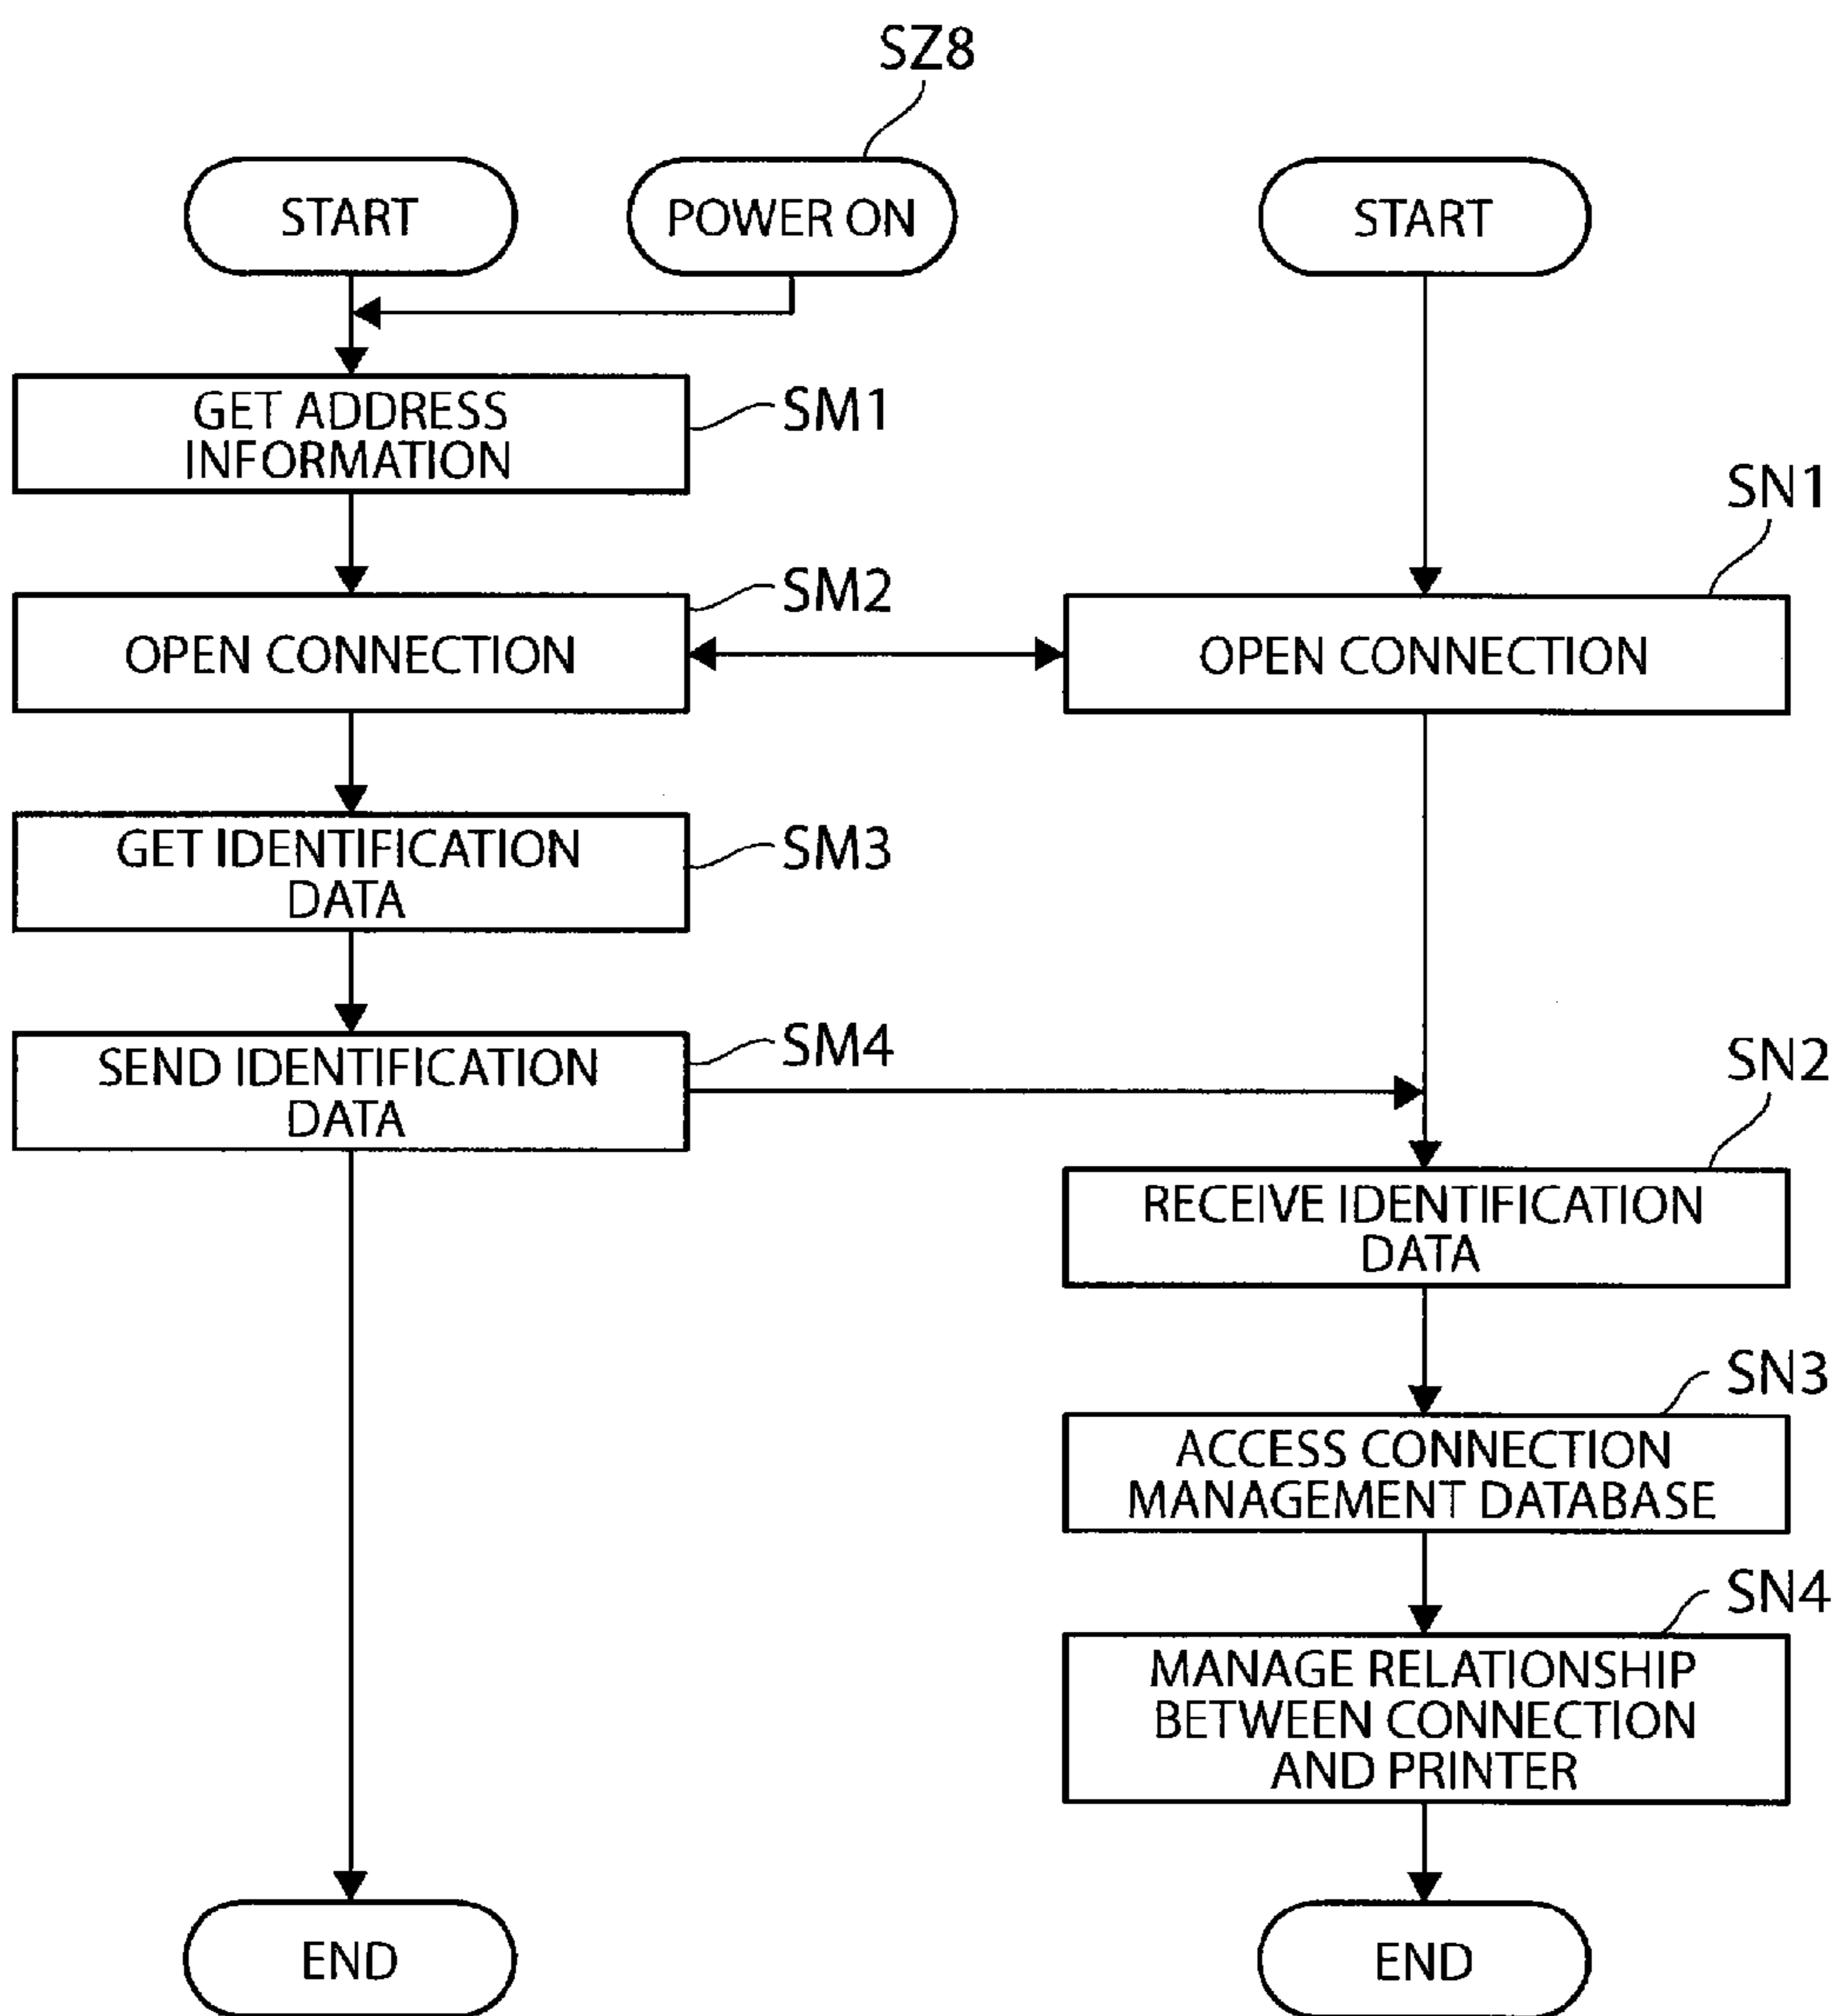 SZ8
START
POWER ON
START
GET ADDRESS
INFORMATION
SM1
SN1
OPEN CONNECTION
SM2
OPEN CONNECTION
GET IDENTIFICATION
DATA
SM3
SEND IDENTIFICATION
DATA
SM4
SN2
RECEIVE IDENTIFICATION
DATA
SN3
ACCESS CONNECTION
MANAGEMENT DATABASE
SN4
MANAGE RELATIONSHIP
BETWEEN CONNECTION
AND PRINTER
END
END